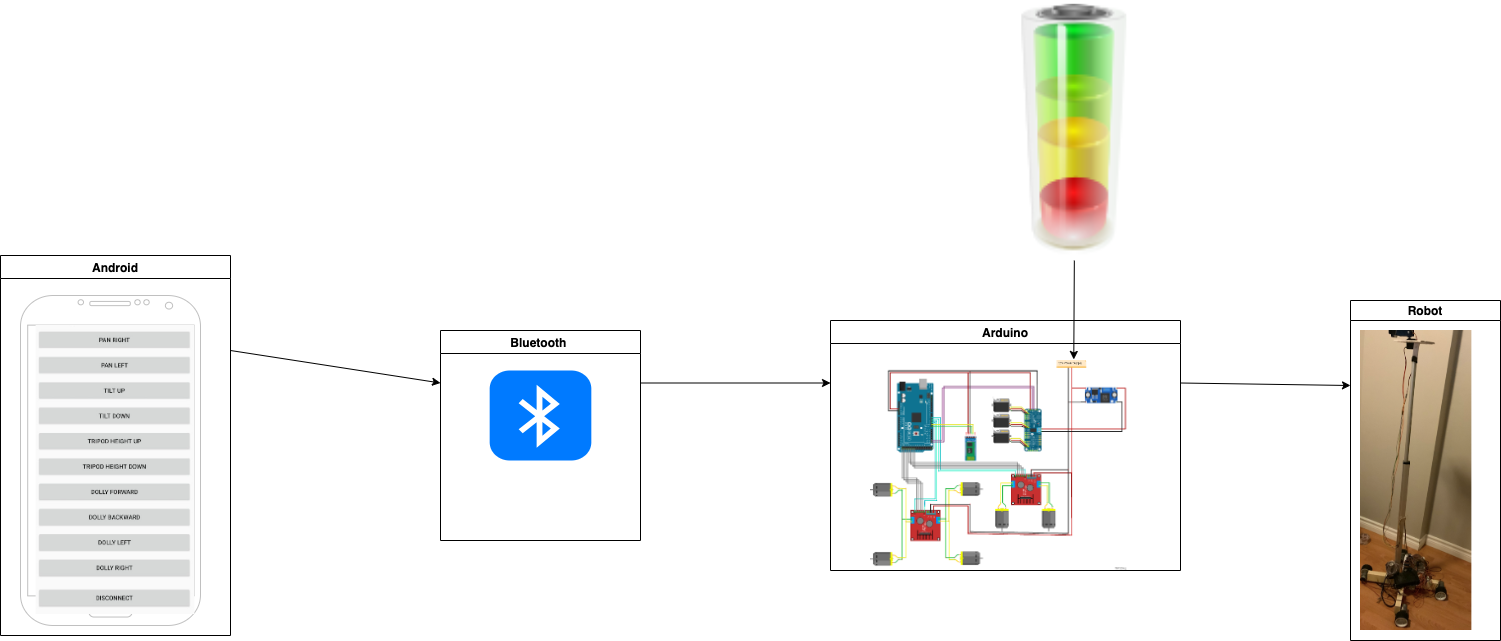 Android
PAN RIGHT
PAN LEFT
TILT UP
TILT DOWN
TRIPOD HEIGHT UP
TRIPOD HEIGHT DOWN
DOLLY FORWARD
DOLLY BACKWARD
DOLLY LEFT
DOLLY RIGHT
DISCONNECT
Bluetooth
Arduino
Robot